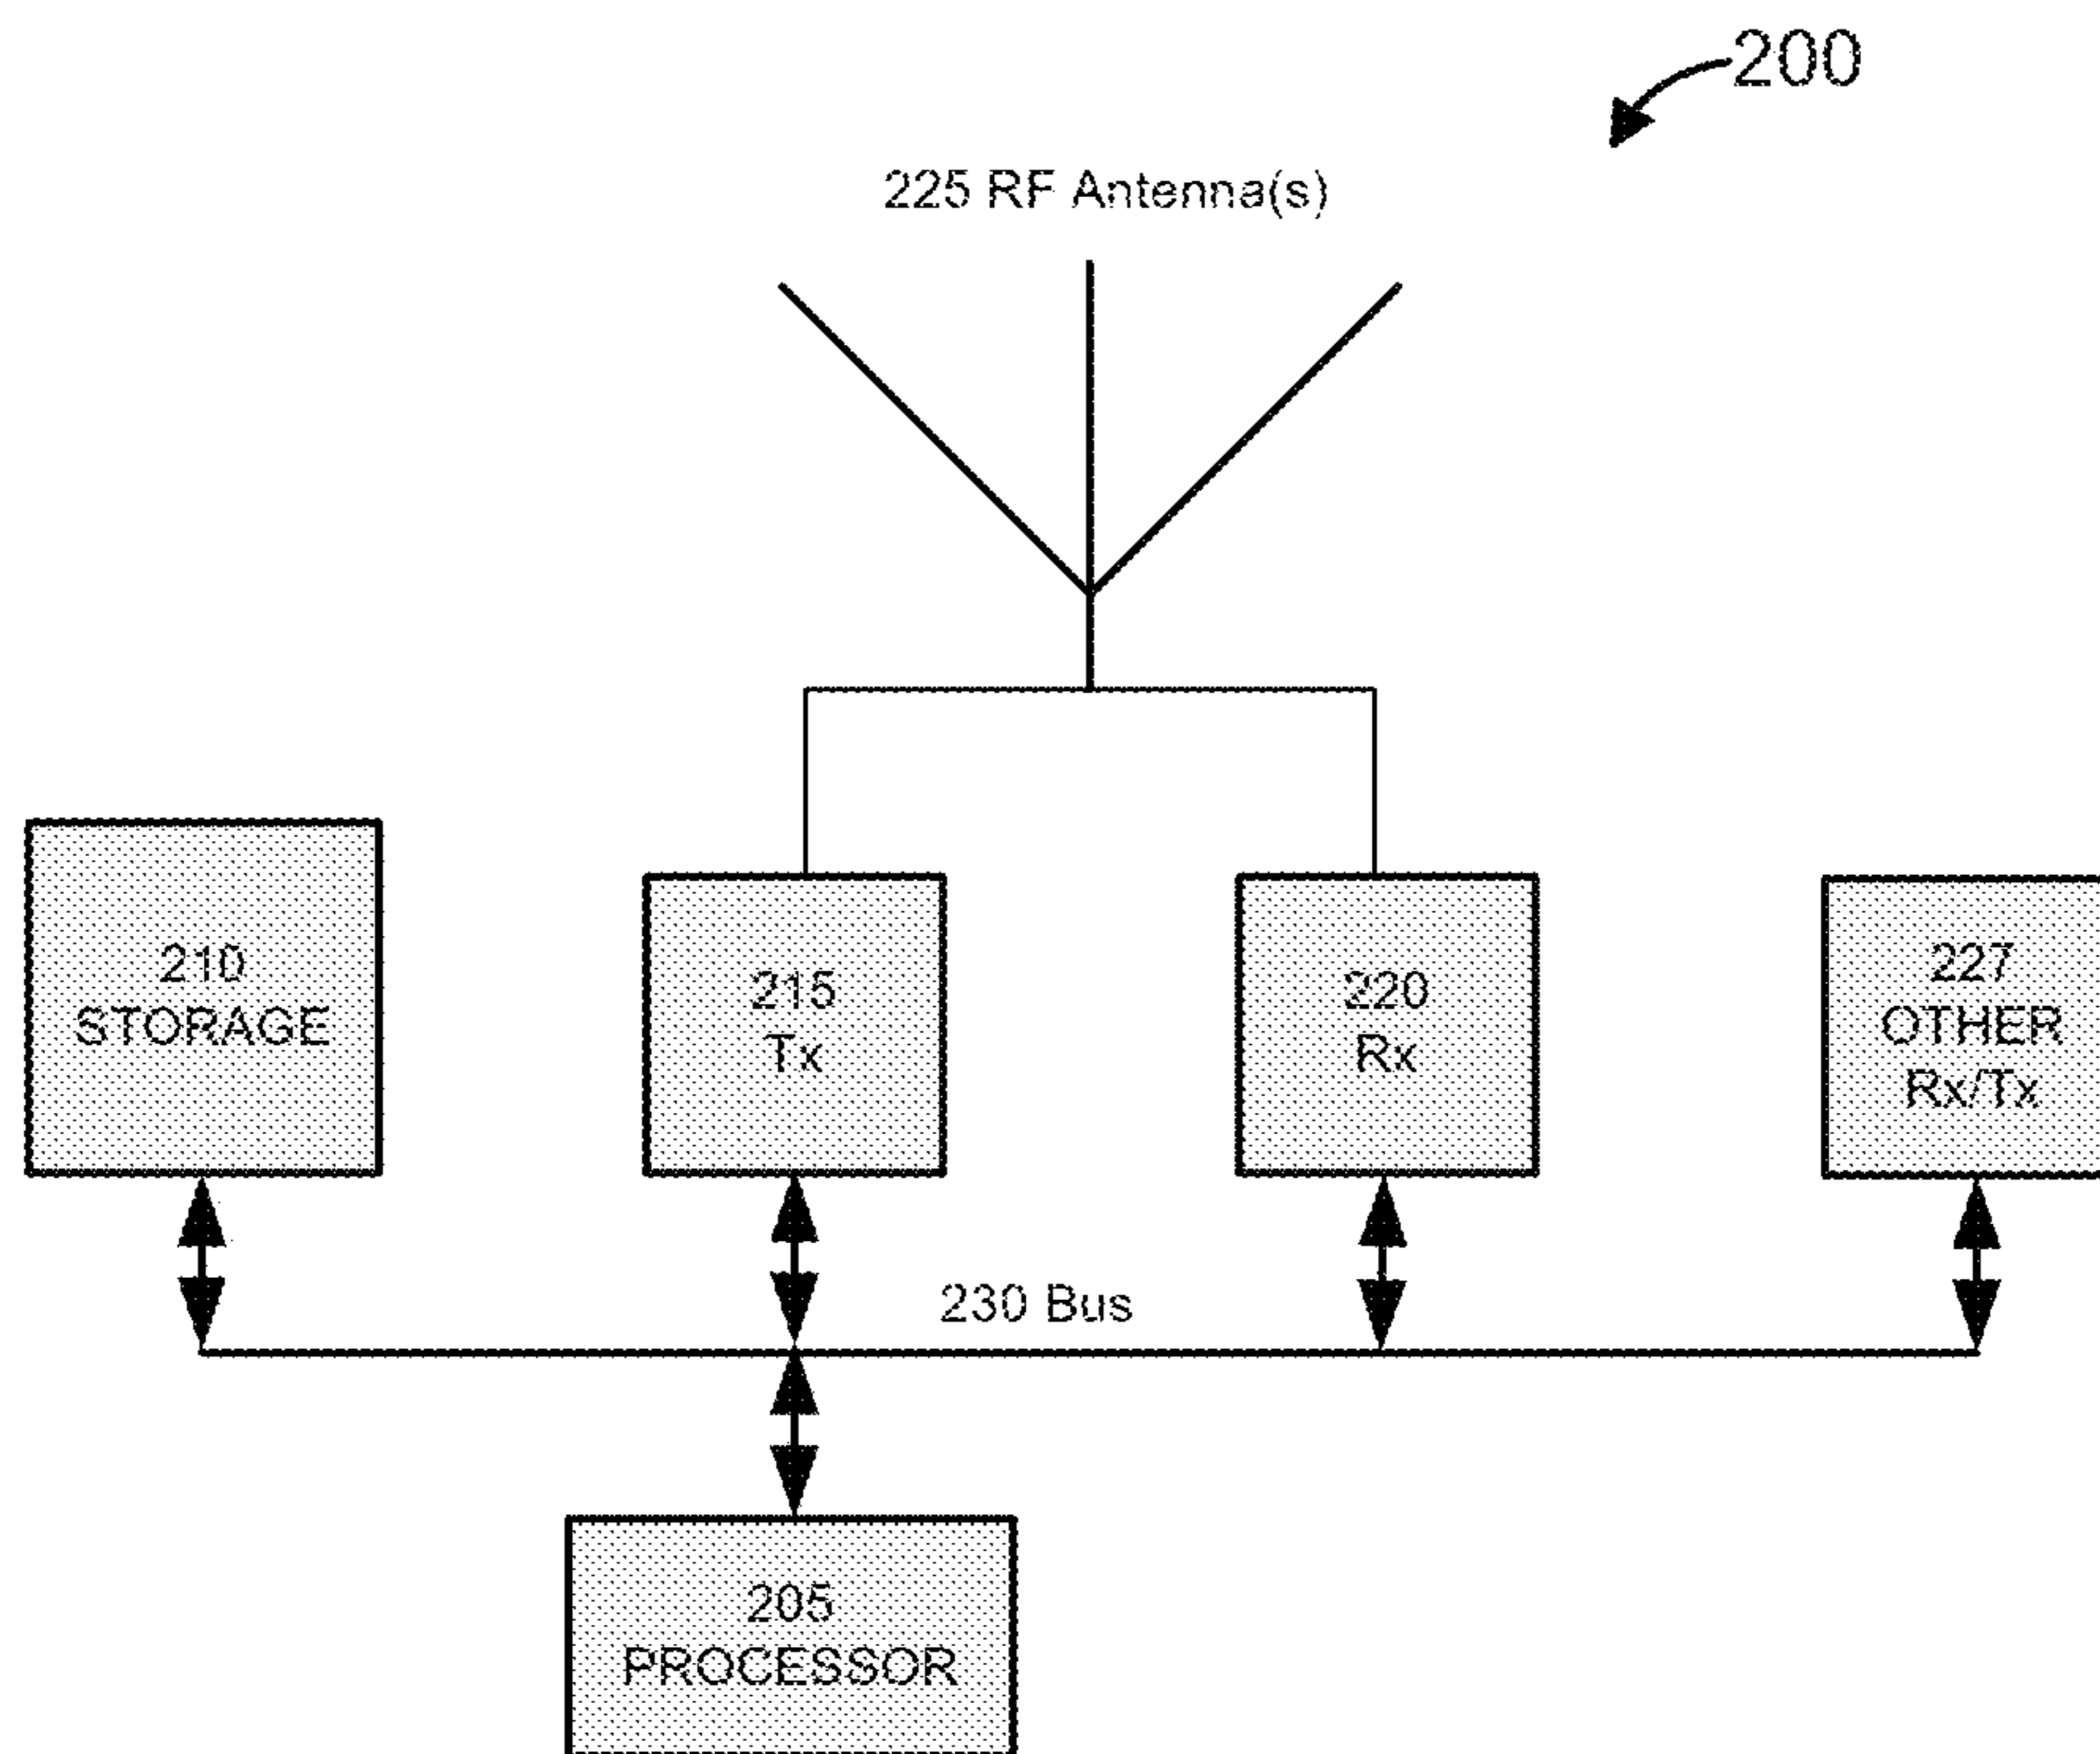 200
225 RF Antenna(s)
210
STORAGE
215
Tx
220
Rx
227
OTHER
Rx/Tx
230 Bus
205
PROCESSOR